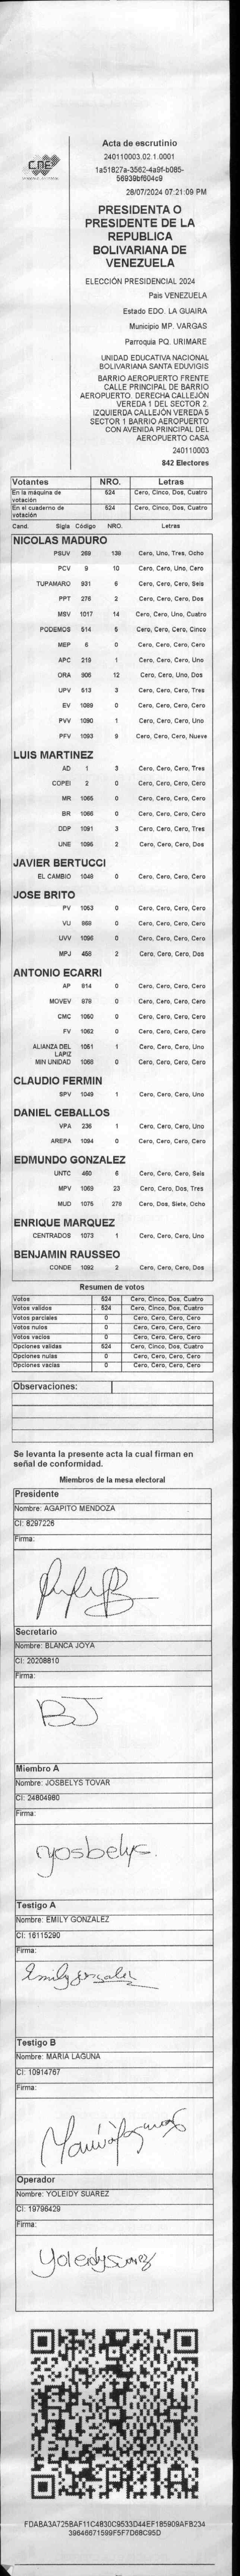 CNE
Acta de escrutinio
240110003.02.1.0001
1a51827a-3562-4a9f-b085-
56939bf604c9
28/07/2024 07:21:09 PM
PRESIDENTA O
PRESIDENTE DE LA
REPUBLICA
BOLIVARIANA DE
VENEZUELA
ELECCIÓN PRESIDENCIAL 2024
Pais VENEZUELA
Estado EDO. LA GUAIRA
Municipio MP. VARGAS
Parroquia PQ. URIMARE
UNIDAD EDUCATIVA NACIONAL
BOLIVARIANA SANTA EDUVIGIS
BARRIO AEROPUERTO FRENTE
CALLE PRINCIPAL DE BARRIO
AEROPUERTO. DERECHA CALLEJÓN
VEREDA 1 DEL SECTOR 2.
IZQUIERDA CALLEJÓN VEREDA 5
SECTOR 1 BARRIO AEROPUERTO
CON AVENIDA PRINCIPAL DEL
AEROPUERTO CASA
240110003
842 Electores
Votantes NRO. Letras
En la máquina de votación 524 Cero, Cinco, Dos, Cuatro
En el cuaderno de votación 524 Cero, Cinco, Dos, Cuatro
Cand. Sigla Código NRO. Letras
NICOLAS MADURO
PSUV 269 138 Cero, Uno, Tres, Ocho
PCV 9 10 Cero, Cero, Uno, Cero
TUPAMARO 931 6 Cero, Cero, Cero, Seis
PPT 276 2 Cero, Cero, Cero, Dos
MSV 1017 14 Cero, Cero, Uno, Cuatro
PODEMOS 514 5 Cero, Cero, Cero, Cinco
MEP 6 0 Cero, Cero, Cero, Cero
APC 219 1 Cero, Cero, Cero, Uno
ORA 906 12 Cero, Cero, Uno, Dos
UPV 513 3 Cero, Cero, Cero, Tres
EV 1089 0 Cero, Cero, Cero, Cero
PVV 1090 1 Cero, Cero, Cero, Uno
PFV 1093 9 Cero, Cero, Cero, Nueve
LUIS MARTINEZ
AD 1 3 Cero, Cero, Cero, Tres
COPEI 2 0 Cero, Cero, Cero, Cero
MR 1065 0 Cero, Cero, Cero, Cero
BR 1066 0 Cero, Cero, Cero, Cero
DDP 1091 3 Cero, Cero, Cero, Tres
UNE 1095 2 Cero, Cero, Cero, Dos
JAVIER BERTUCCI
EL CAMBIO 1048 0 Cero, Cero, Cero, Cero
JOSE BRITO
PV 1053 0 Cero, Cero, Cero, Cero
VU 868 0 Cero, Cero, Cero, Cero
UVV 1096 0 Cero, Cero, Cero, Cero
MPJ 458 2 Cero, Cero, Cero, Dos
ANTONIO ECARRI
AP 814 0 Cero, Cero, Cero, Cero
MOVEV 879 0 Cero, Cero, Cero, Cero
CMC 1050 0 Cero, Cero, Cero, Cero
FV 1062 0 Cero, Cero, Cero, Cero
ALIANZA DEL LAPIZ 1051 1 Cero, Cero, Cero, Uno
MIN UNIDAD 1068 0 Cero, Cero, Cero, Cero
CLAUDIO FERMIN
SPV 1049 1 Cero, Cero, Cero, Uno
DANIEL CEBALLOS
VPA 236 1 Cero, Cero, Cero, Uno
AREPA 1094 0 Cero, Cero, Cero, Cero
EDMUNDO GONZALEZ
UNTC 460 6 Cero, Cero, Cero, Seis
MPV 1069 23 Cero, Cero, Dos, Tres
MUD 1075 278 Cero, Dos, Siete, Ocho
ENRIQUE MARQUEZ
CENTRADOS 1073 1 Cero, Cero, Cero, Uno
BENJAMIN RAUSSEO
CONDE 1092 2 Cero, Cero, Cero, Dos
Resumen de votos
Votos 524 Cero, Cinco, Dos, Cuatro
Votos validos 524 Cero, Cinco, Dos, Cuatro
Votos parciales 0 Cero, Cero, Cero, Cero
Votos nulos 0 Cero, Cero, Cero, Cero
Votos vacios 0 Cero, Cero, Cero, Cero
Opciones validas 524 Cero, Cinco, Dos, Cuatro
Opciones nulas 0 Cero, Cero, Cero, Cero
Opciones vacias 0 Cero, Cero, Cero, Cero
Observaciones:
Se levanta la presente acta la cual firman en
señal de conformidad.
Miembros de la mesa electoral
Presidente
Nombre: AGAPITO MENDOZA
CI: 8297226
Firma:
Secretario
Nombre: BLANCA JOYA
CI: 20208810
Firma:
BJ
Miembro A
Nombre: JOSBELYS TOVAR
CI: 24804980
Firma:
yosbelys.
Testigo A
Nombre: EMILY GONZALEZ
CI: 16115290
Firma:
Emily gonzalez
Testigo B
Nombre: MARIA LAGUNA
CI: 10914767
Firma:
Operador
Nombre: YOLEIDY SUAREZ
CI: 19796429
Firma:
Yoleidy Suarez
FDABA3A725BAF11C4830C9533D44EF185909AFB234
39646671599F5F7D68C95D